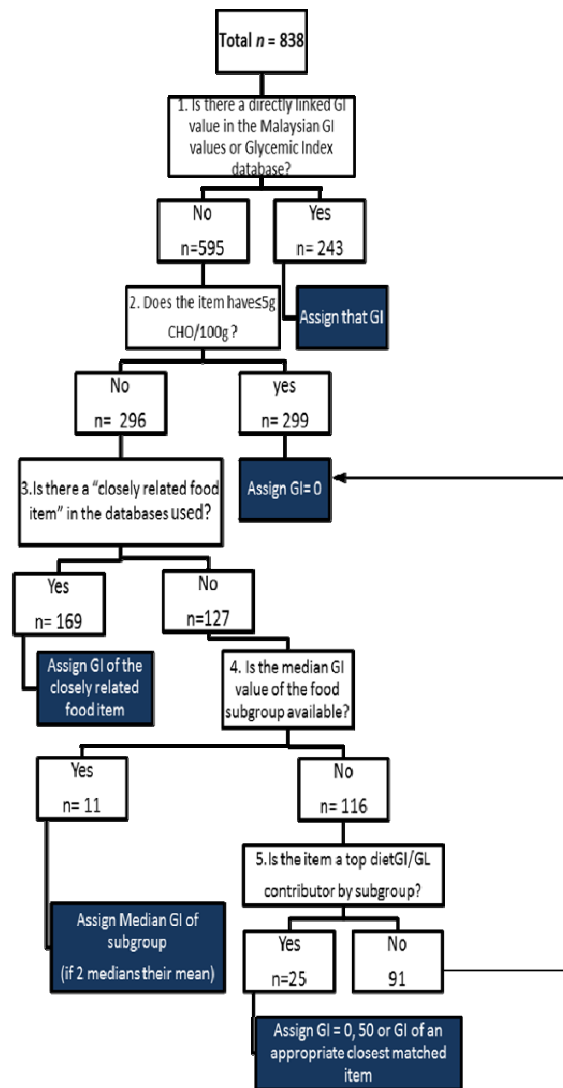 Total n = 838
1. Is there a directly linked GI
value in the Malaysian GI
values or Glycemic Index
database?
No
n=595
Yes
n= 243
2. Does the item have≤5g
CHO/100g ?
Assign that GI
No
n= 296
yes
n= 299
3.Is there a “closely related food
item” in the databases used?
Assign GI= 0
Yes
n= 169
No
n=127
Assign GI of the
closely related
food item
4. Is the median GI
value of the food
subgroup available?
Yes
n= 11
No
n= 116
5.Is the item a top dietGI/GL
contributor by subgroup?
Assign Median GI of
subgroup
(if 2 medians their mean)
Yes
n=25
No
91
Assign GI = 0, 50 or GI of an
appropriate closest matched
item